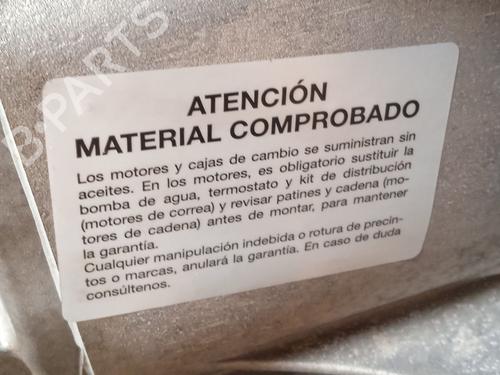 B-PARTS
ATENCIÓN
MATERIAL COMPROBADO
Los motores y cajas de cambio se suministran sin
aceites. En los motores, es obligatorio sustituir la
bomba de agua, termostato y kit de distribución
(motores de correa) y revisar patines y cadena (mo-
tores de cadena) antes de montar, para mantener
la garantía.
Cualquier manipulación indebida o rotura de precin-
tos o marcas, anulará la garantía. En caso de duda
consúltenos.